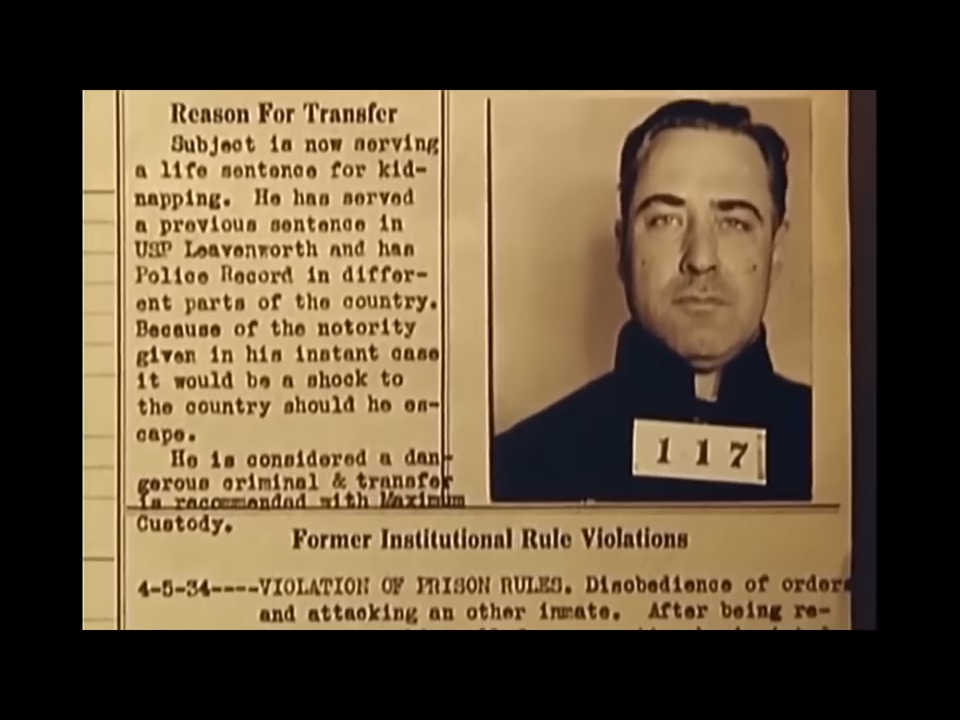 Reason For Transfer
Subject is now serving
a life sentence for kid-
napping. He has served
a previous sentence in
USP Leavenworth and has
Police Record in differ-
ent parts of the country.
Because of the notority
given in his instant case
it would be a shock to
the country should he es-
cape.
He is considered a dan-
gerous criminal & transfer
is recommended with Maximum
Custody.
117
Former Institutional Rule Violations
4-5-34----VIOLATION OF PRISON RULES. Disobedience of orders
and attacking an other inmate. After being re-